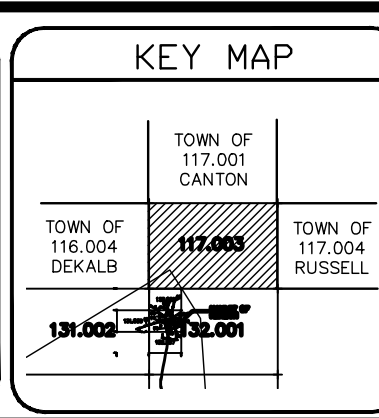 KEY MAP
TOWN OF
117.001
CANTON
TOWN OF
116.004
DEKALB
117.003
TOWN OF
117.004
RUSSELL
131.002
132.001